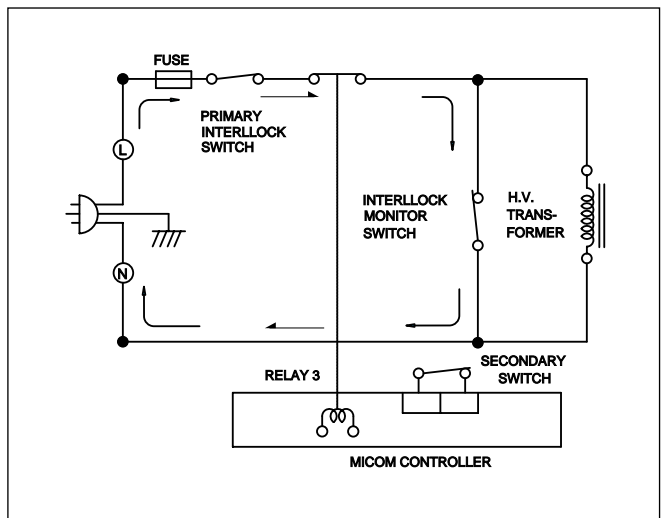 FUSE
PRIMARY
INTERLLOCK
SWITCH
L
INTERLLOCK
MONITOR
SWITCH
H.V.
TRANS-
FORMER
N
RELAY 3
SECONDARY
SWITCH
MICOM CONTROLLER